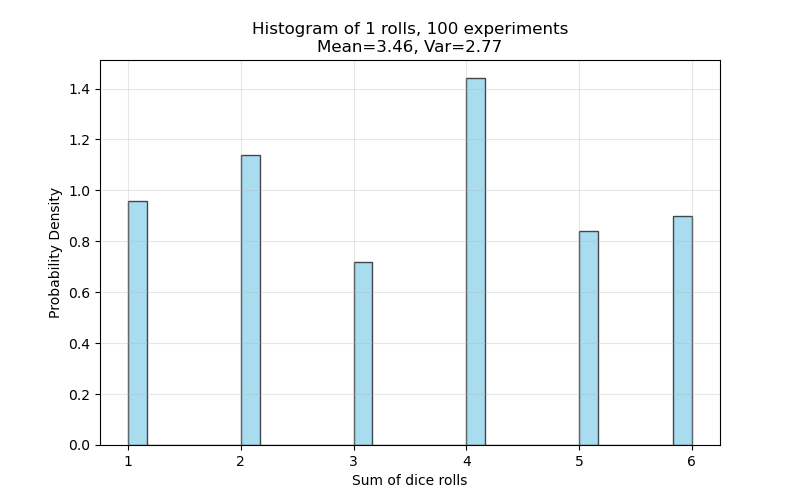 Histogram of 1 rolls, 100 experiments
Mean=3.46, Var=2.77
Probability Density
1.4
1.2
1.0
0.8
0.6
0.4
0.2
0.0
1 2 3 4 5 6
Sum of dice rolls